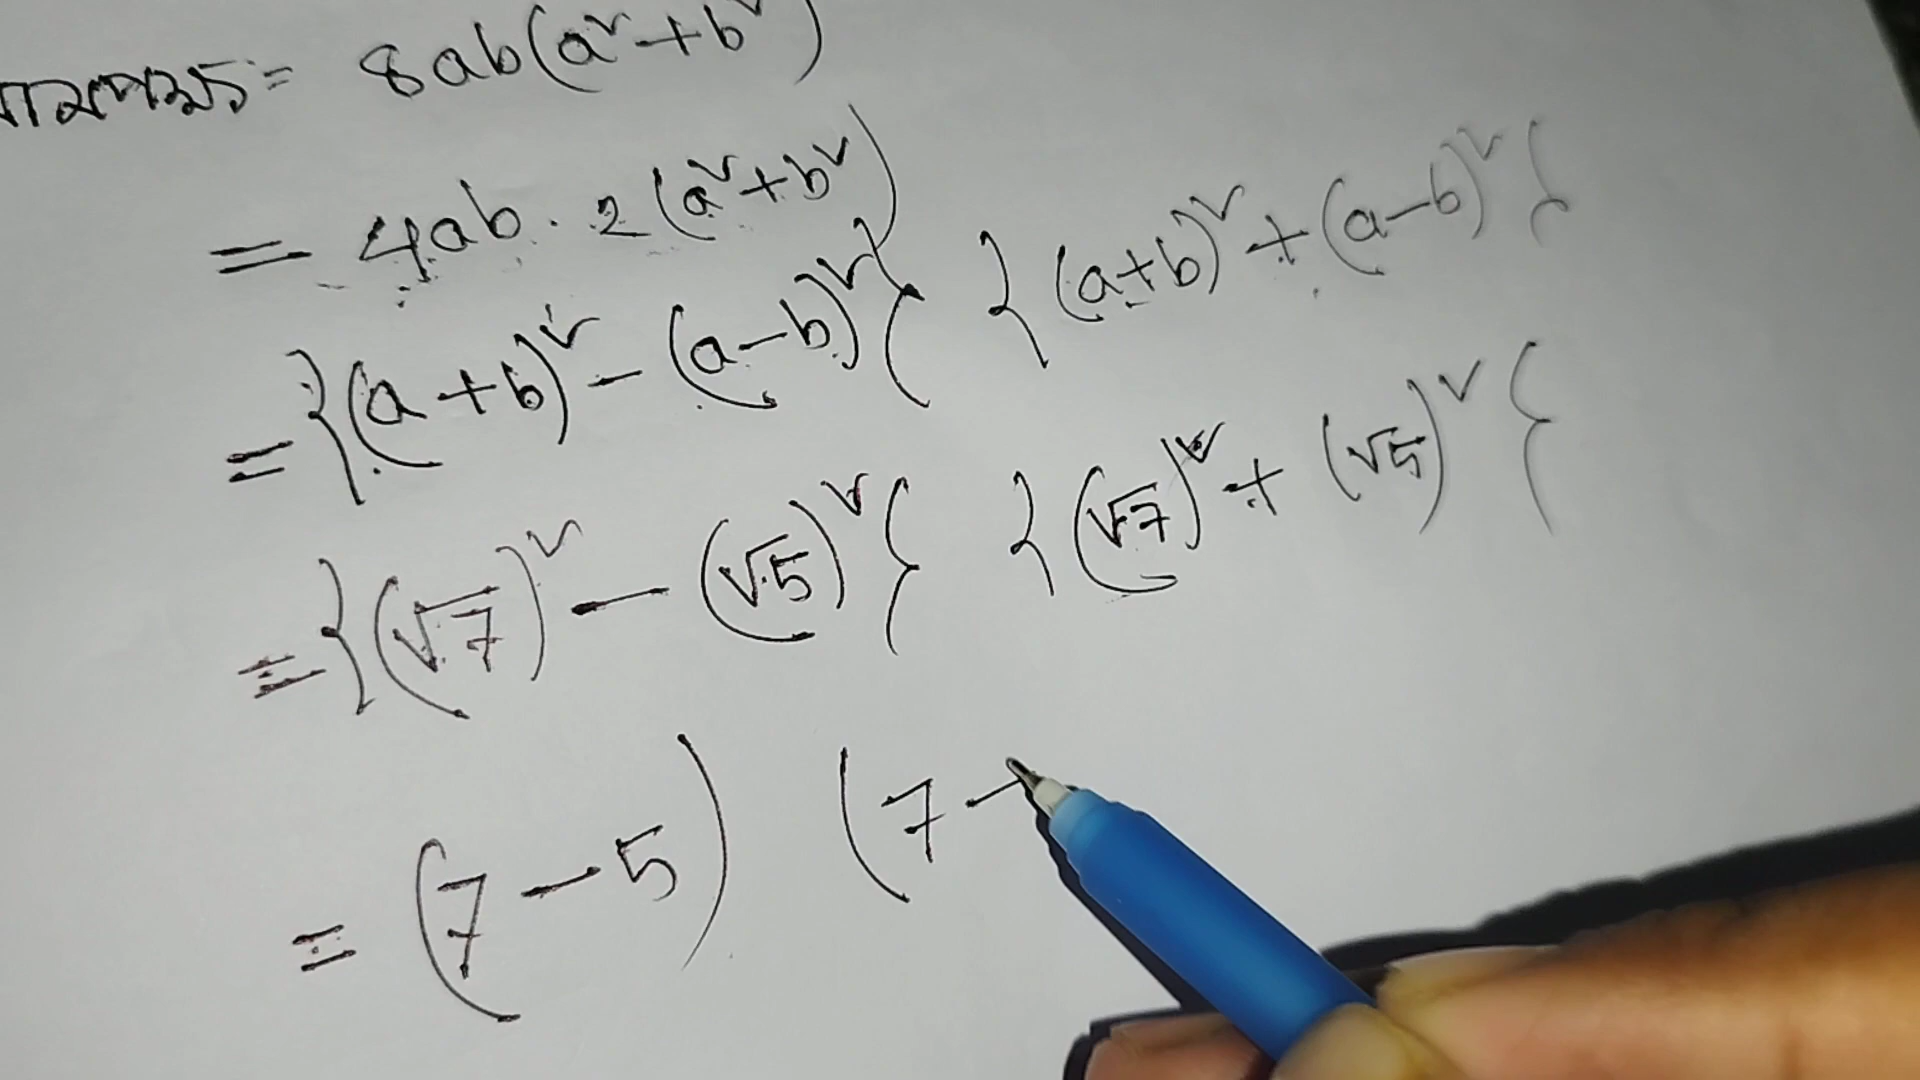 বামপক্ষ = 8ab(a²+b²)
= 4ab · 2(a²+b²)
= {(a+b)² - (a-b)²} {(a+b)² + (a-b)²}
= {(√7)² - (√5)²} {(√7)² + (√5)²}
= (7-5) (7-